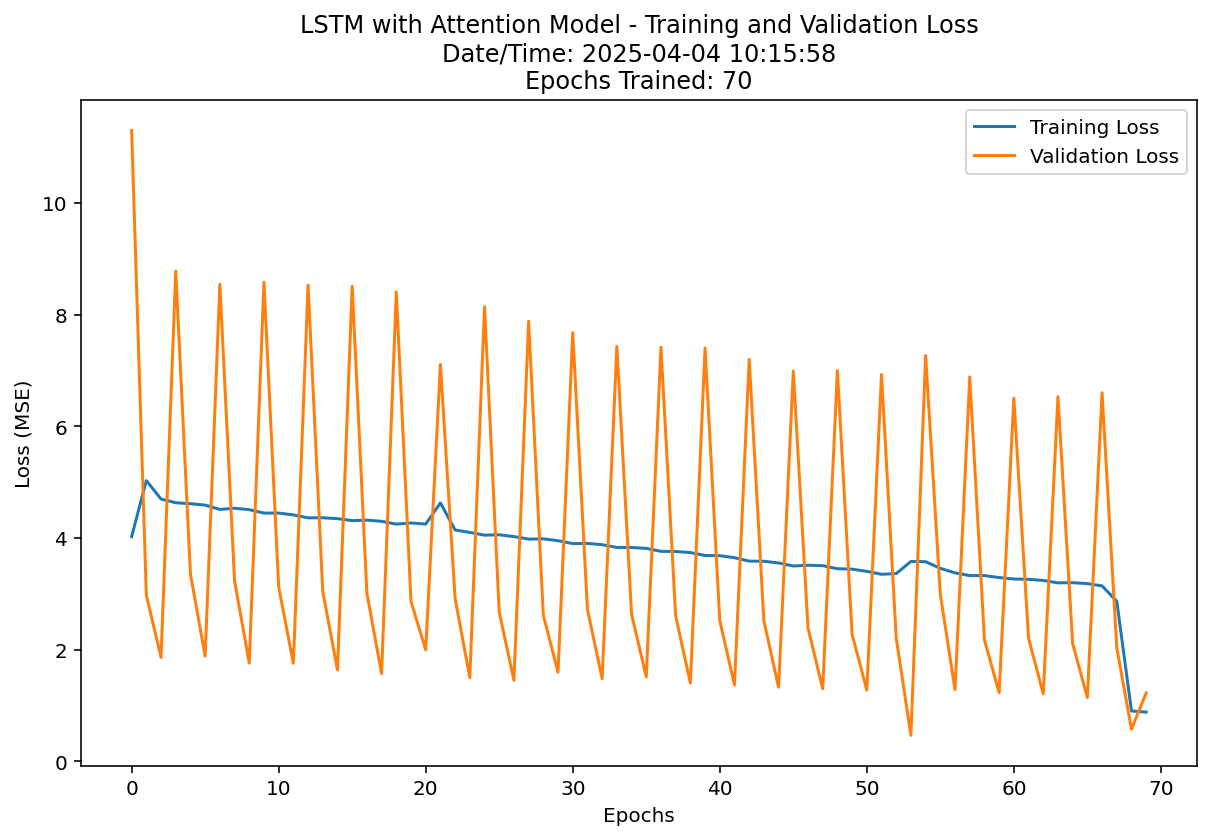 LSTM with Attention Model - Training and Validation Loss
Date/Time: 2025-04-04 10:15:58
Epochs Trained: 70
Training Loss
Validation Loss
Loss (MSE)
10
8
6
4
2
0
0 10 20 30 40 50 60 70
Epochs